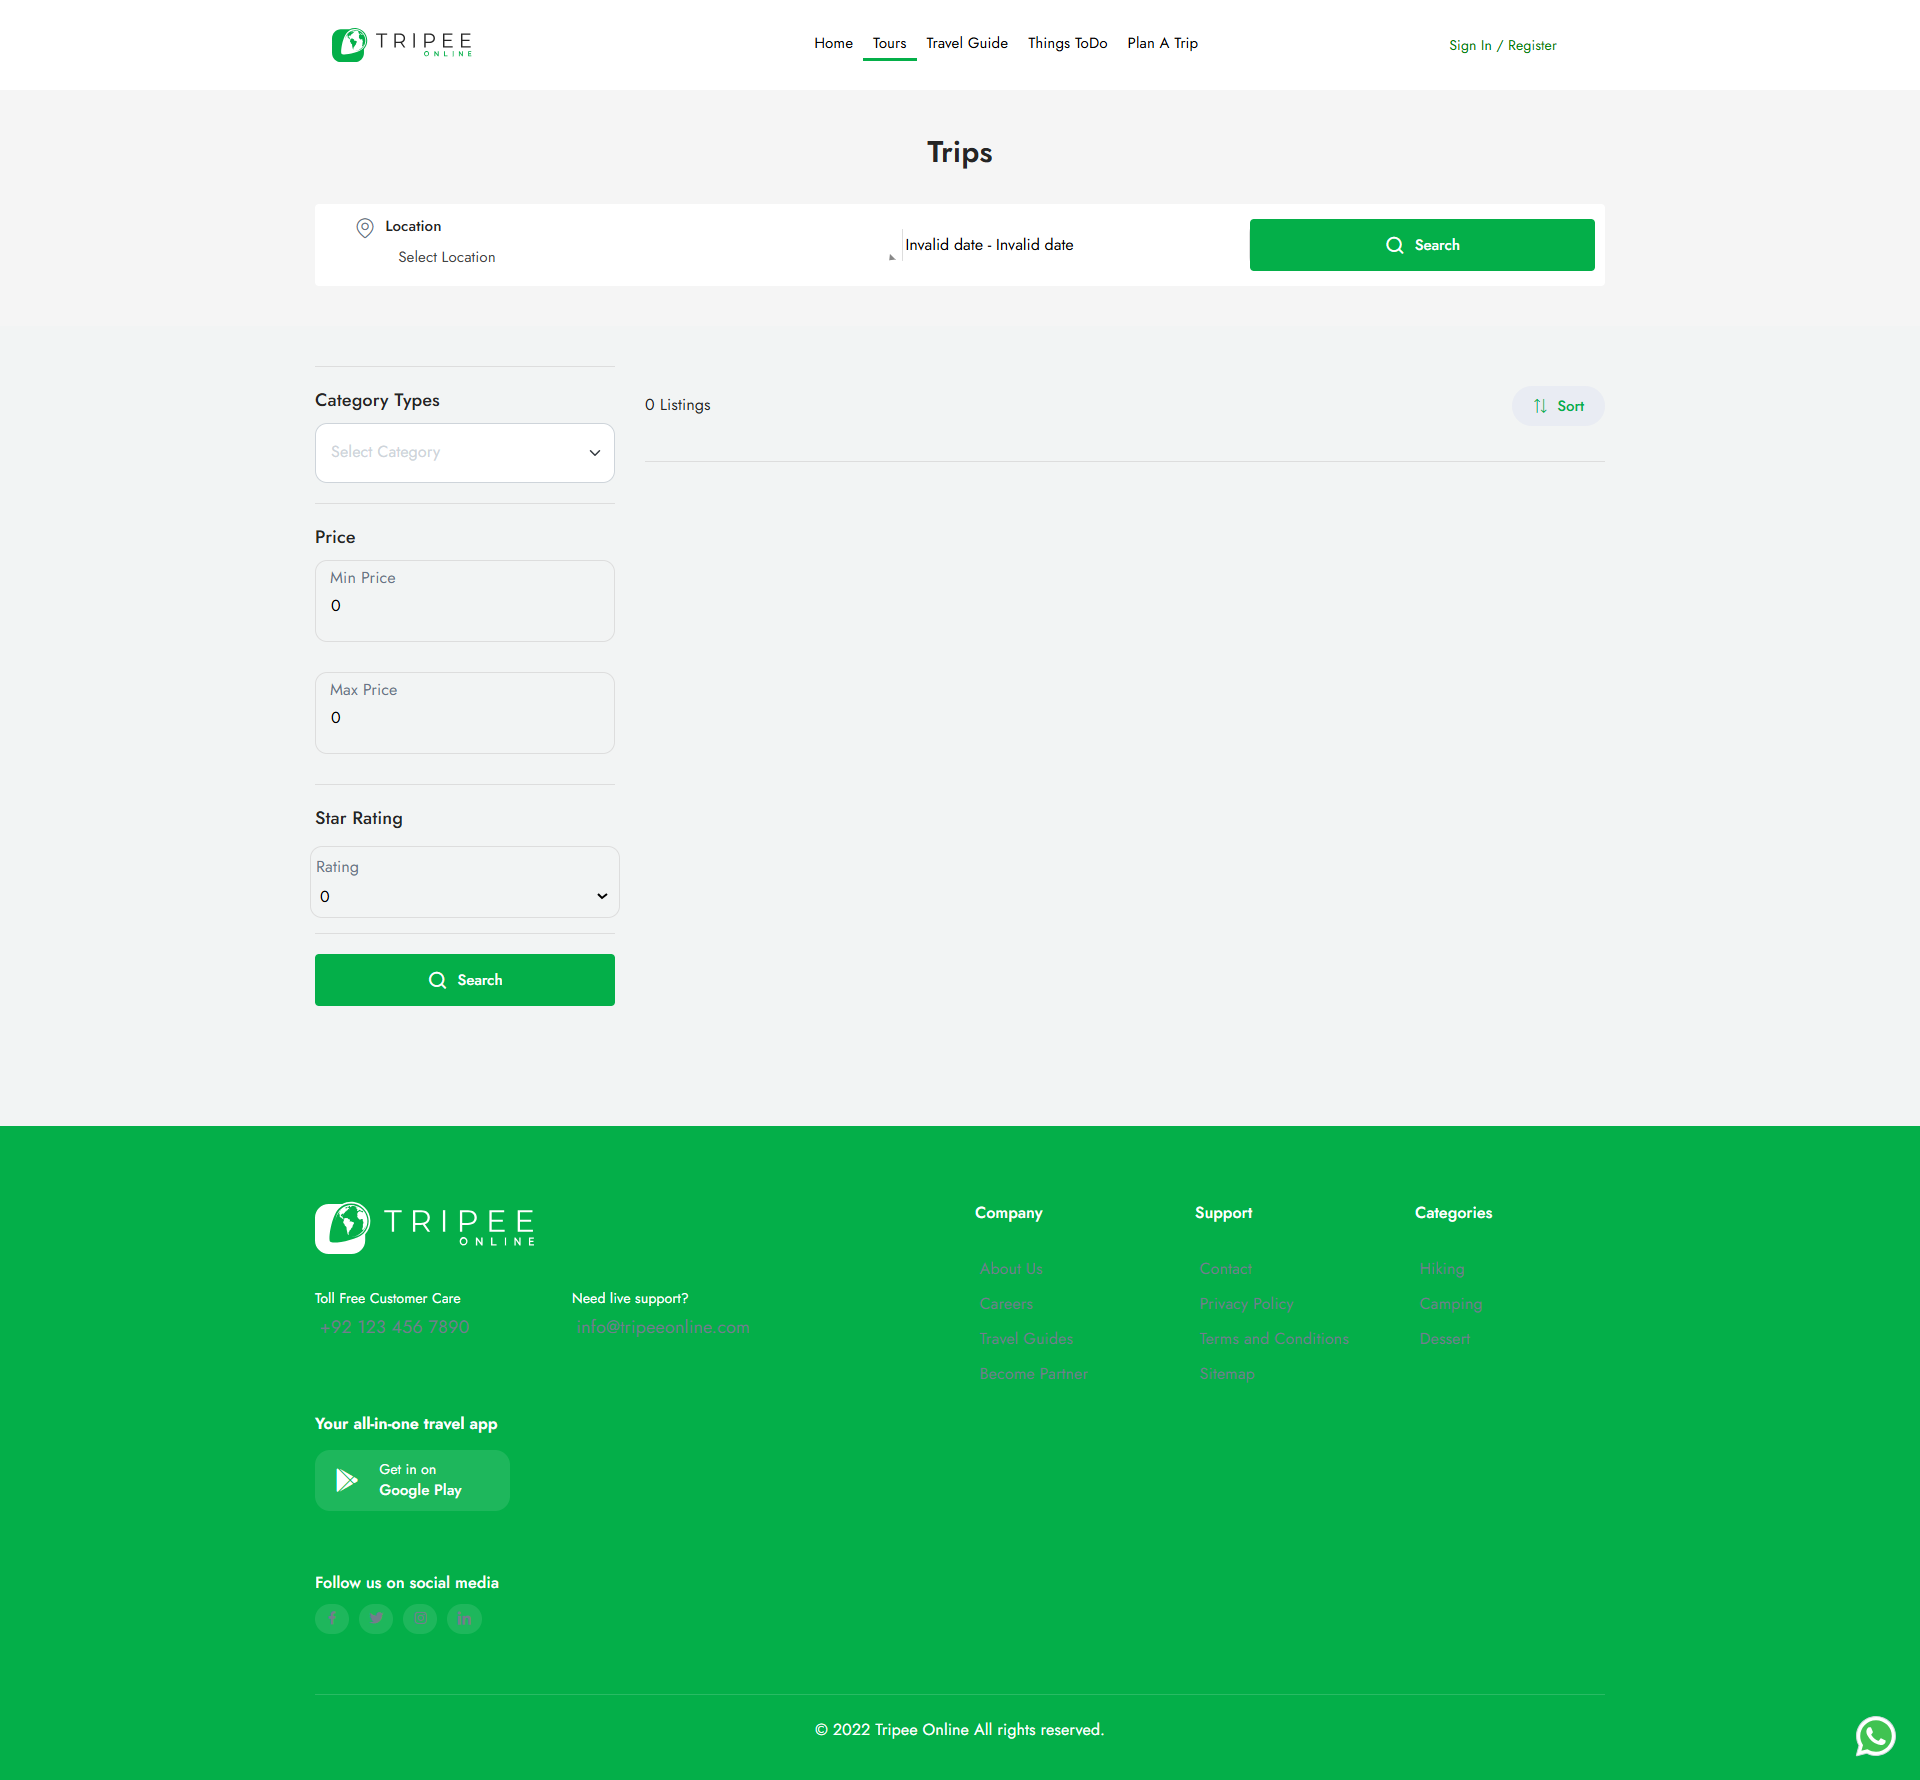 TRIPEE
ONLINE
Home
Tours
Travel Guide
Things ToDo
Plan A Trip
Sign In / Register
Trips
Location
Select Location
Invalid date - Invalid date
Search
Category Types
Select Category
0 Listings
Sort
Price
Min Price
0
Max Price
0
Star Rating
Rating
0
Search
TRIPEE
ONLINE
Toll Free Customer Care
+92 123 456 7890
Need live support?
info@tripeeonline.com
Company
About Us
Careers
Travel Guides
Become Partner
Support
Contact
Privacy Policy
Terms and Conditions
Sitemap
Categories
Hiking
Camping
Dessert
Your all-in-one travel app
Get in on
Google Play
Follow us on social media
© 2022 Tripee Online All rights reserved.